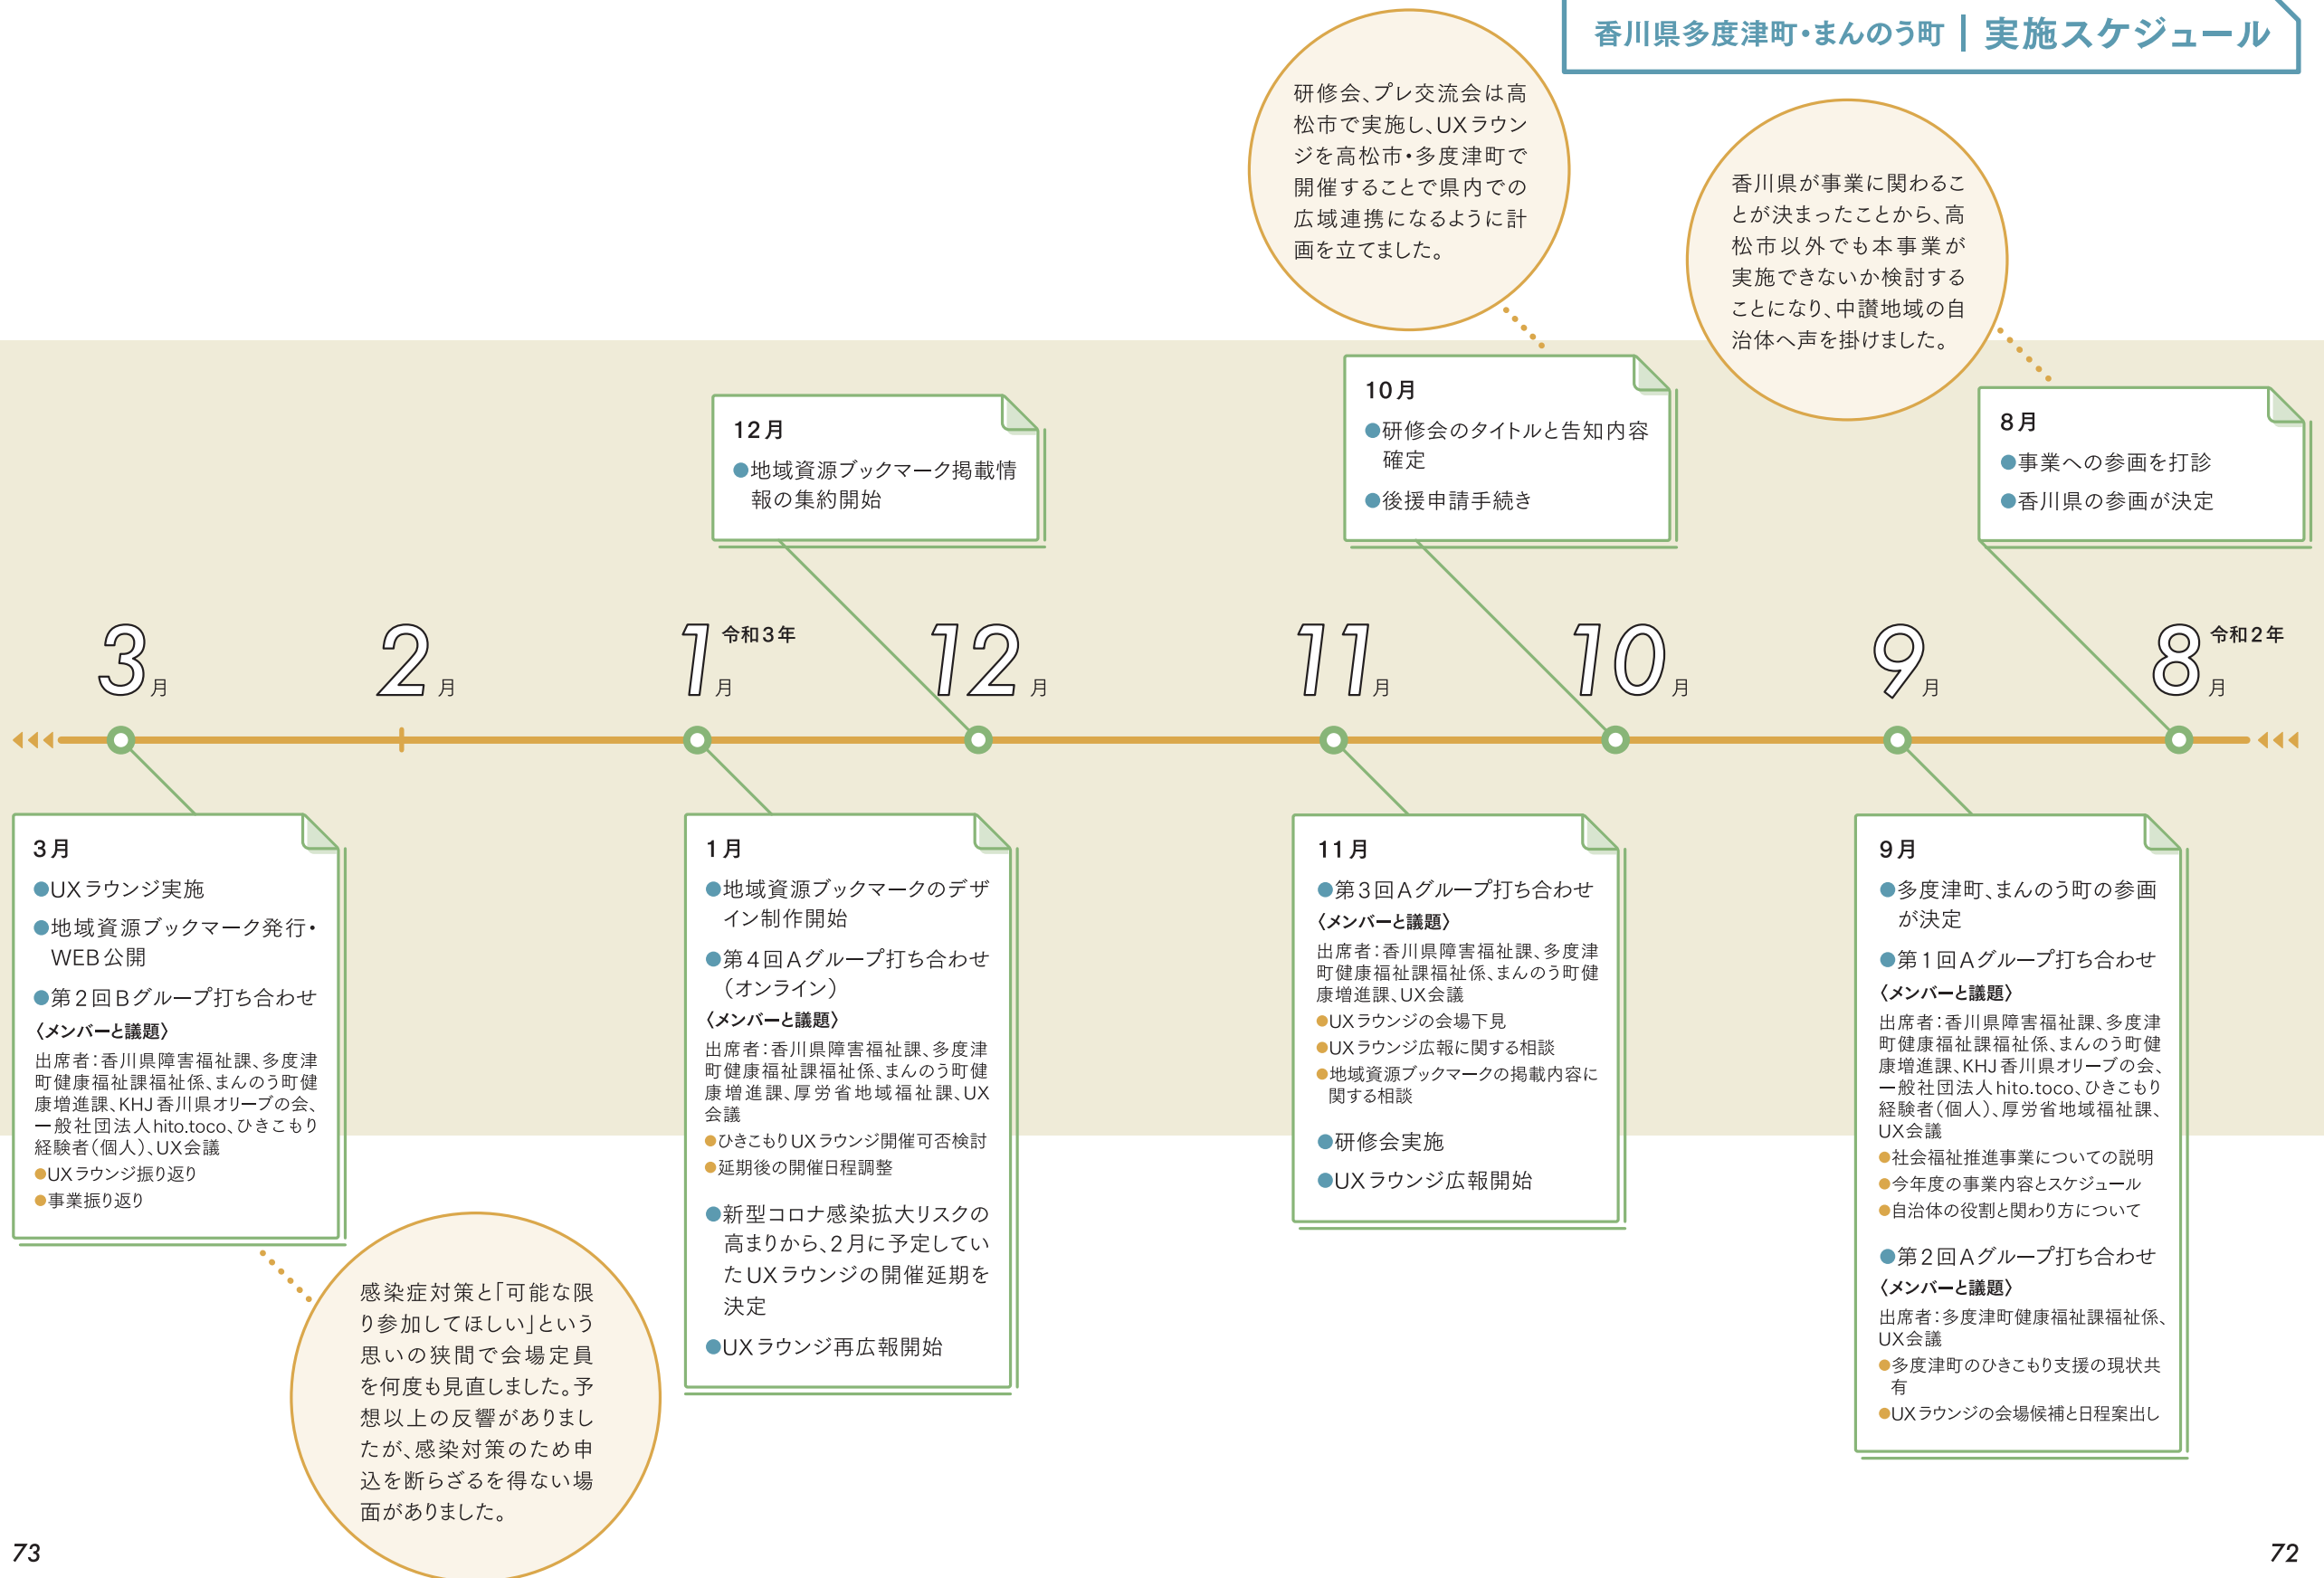 香川県多度津町・まんのう町 | 実施スケジュール
香川県が事業に関わるこ
とが決まったことから、高
松市以外でも本事業が
実施できないか検討する
ことになり、中讃地域の自
治体へ声を掛けました。
研修会、プレ交流会は高
松市で実施し、UXラウン
ジを高松市・多度津町で
開催することで県内での
広域連携になるように計
画を立てました。
8月
●事業への参画を打診
●香川県の参画が決定
10月
●研修会のタイトルと告知内容
確定
●後援申請手続き
12月
●地域資源ブックマーク掲載情
報の集約開始
令和2年
8月
9月
10月
11月
12月
令和3年
1月
2月
3月
9月
●多度津町、まんのう町の参画
が決定
●第1回Aグループ打ち合わせ
〈メンバーと議題〉
出席者：香川県障害福祉課、多度津
町健康福祉課福祉係、まんのう町健
康増進課、KHJ香川県オリーブの会、
一般社団法人hito.toco、ひきこもり
経験者（個人）、厚労省地域福祉課、
UX会議
●社会福祉推進事業についての説明
●今年度の事業内容とスケジュール
●自治体の役割と関わり方について
●第2回Aグループ打ち合わせ
〈メンバーと議題〉
出席者：多度津町健康福祉課福祉係、
UX会議
●多度津町のひきこもり支援の現状共
有
●UXラウンジの会場候補と日程案出し
11月
●第3回Aグループ打ち合わせ
〈メンバーと議題〉
出席者：香川県障害福祉課、多度津
町健康福祉課福祉係、まんのう町健
康増進課、UX会議
●UXラウンジの会場下見
●UXラウンジ広報に関する相談
●地域資源ブックマークの掲載内容に
関する相談
●研修会実施
●UXラウンジ広報開始
1月
●地域資源ブックマークのデザ
イン制作開始
●第4回Aグループ打ち合わせ
（オンライン）
〈メンバーと議題〉
出席者：香川県障害福祉課、多度津
町健康福祉課福祉係、まんのう町健
康増進課、厚労省地域福祉課、UX
会議
●ひきこもりUXラウンジ開催可否検討
●延期後の開催日程調整
●新型コロナ感染拡大リスクの
高まりから、2月に予定してい
たUXラウンジの開催延期を
決定
●UXラウンジ再広報開始
3月
●UXラウンジ実施
●地域資源ブックマーク発行・
WEB公開
●第2回Bグループ打ち合わせ
〈メンバーと議題〉
出席者：香川県障害福祉課、多度津
町健康福祉課福祉係、まんのう町健
康増進課、KHJ香川県オリーブの会、
一般社団法人hito.toco、ひきこもり
経験者（個人）、UX会議
●UXラウンジ振り返り
●事業振り返り
感染症対策と「可能な限
り参加してほしい」という
思いの狭間で会場定員
を何度も見直しました。予
想以上の反響がありまし
たが、感染対策のため申
込を断らざるを得ない場
面がありました。
72
73